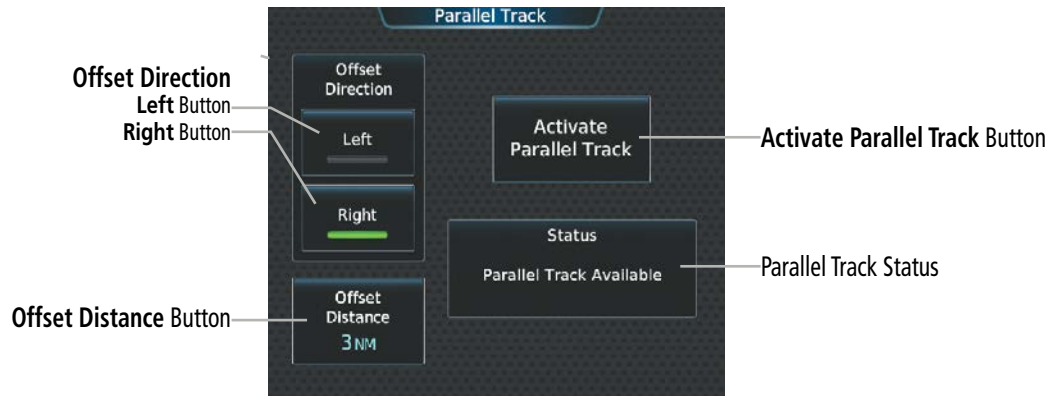 Parallel Track
Offset Direction
Left Button
Right Button
Offset
Direction
Left
Right
Activate
Parallel Track
Activate Parallel Track Button
Status
Parallel Track Available
Parallel Track Status
Offset
Distance
3NM
Offset Distance Button